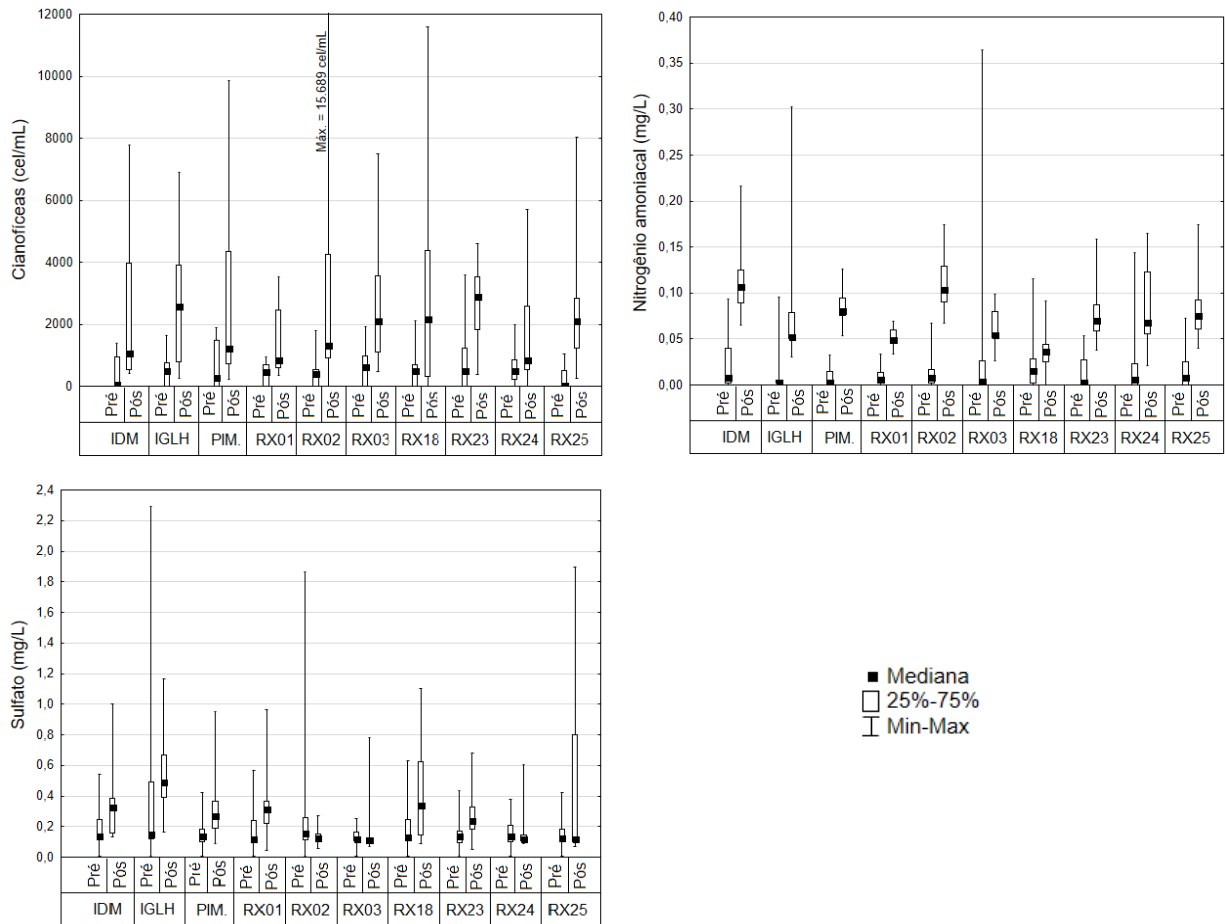 Cianofíceas (cel/mL)
12000
10000
8000
6000
4000
2000
0
Máx. = 15.689 cel/mL
Pré Pós Pré Pós Pré Pós Pré Pós Pré Pós Pré Pós Pré Pós Pré Pós Pré Pós Pré Pós
IDM IGLH PIM. RX01 RX02 RX03 RX18 RX23 RX24 RX25
Nitrogênio amoniacal (mg/L)
0,40
0,35
0,30
0,25
0,20
0,15
0,10
0,05
0,00
Pré Pós Pré Pós Pré Pós Pré Pós Pré Pós Pré Pós Pré Pós Pré Pós Pré Pós Pré Pós
IDM IGLH PIM. RX01 RX02 RX03 RX18 RX23 RX24 RX25
Sulfato (mg/L)
2,4
2,2
2,0
1,8
1,6
1,4
1,2
1,0
0,8
0,6
0,4
0,2
0,0
Pré Pós Pré Pós Pré Pós Pré Pós Pré Pós Pré Pós Pré Pós Pré Pós Pré Pós Pré Pós
IDM IGLH PIM. RX01 RX02 RX03 RX18 RX23 RX24 RX25
Mediana
25%-75%
Min-Max